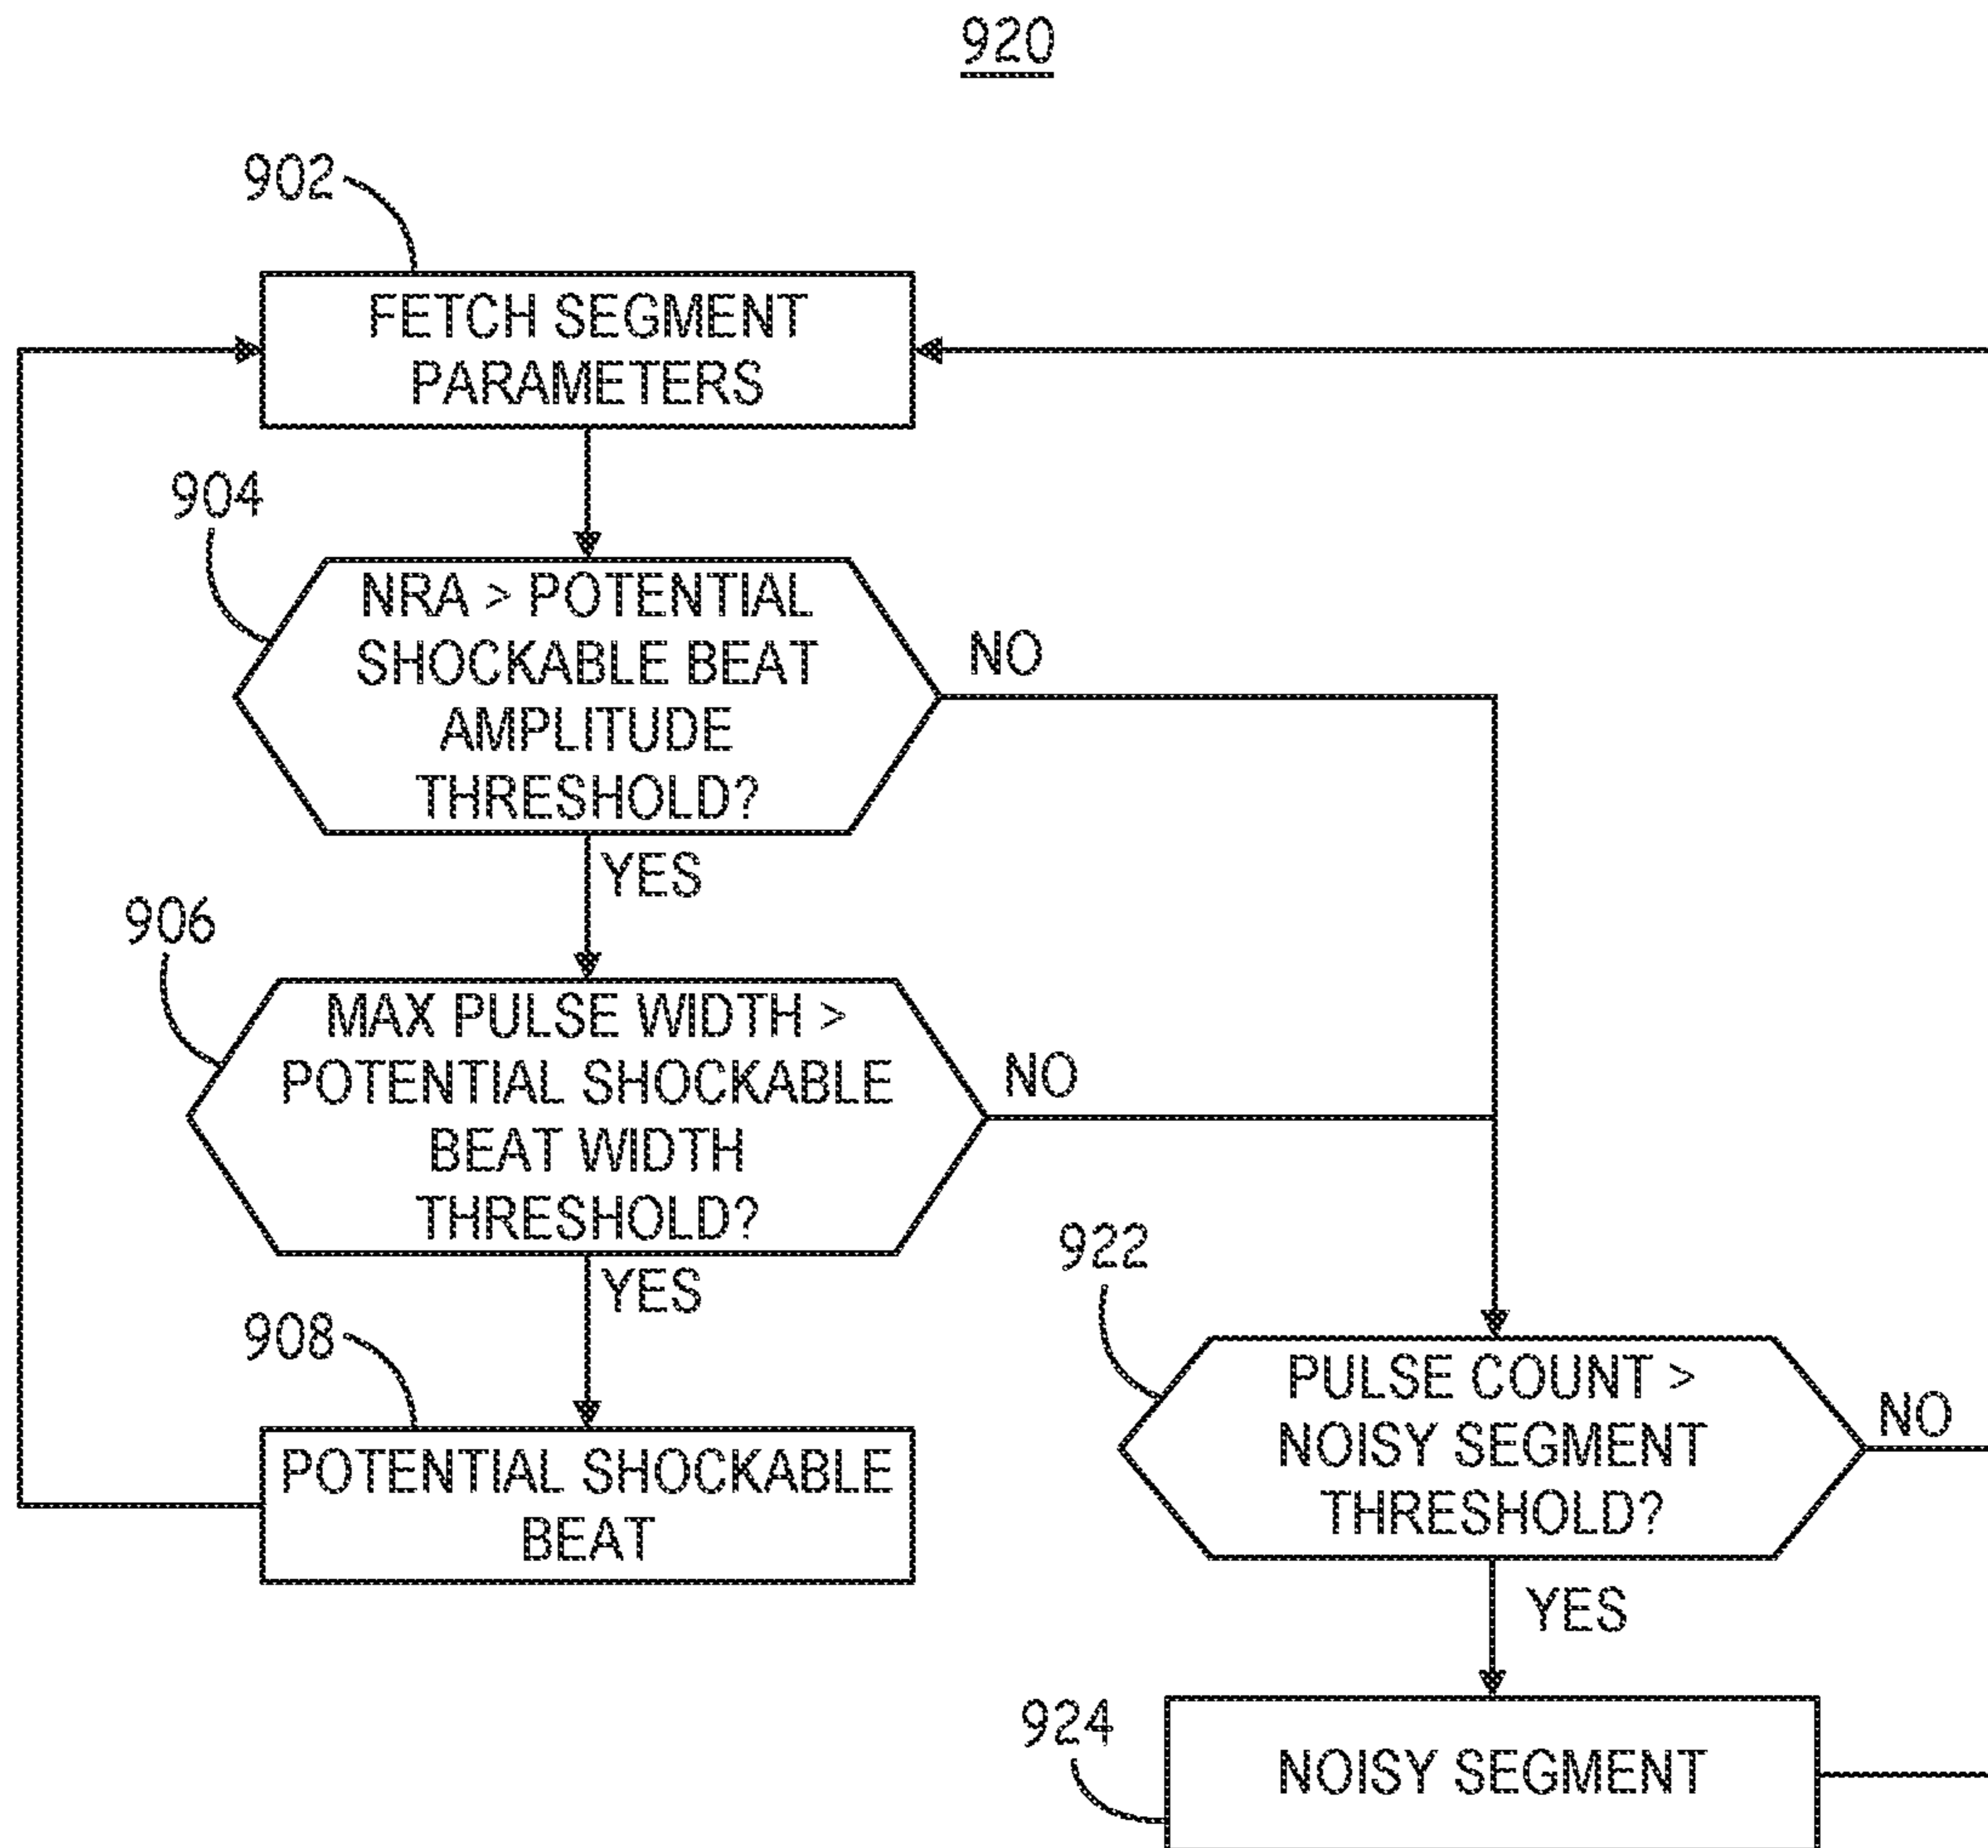 920
902
FETCH SEGMENT
PARAMETERS
904
NRA > POTENTIAL
SHOCKABLE BEAT
AMPLITUDE
THRESHOLD?
NO
YES
906
MAX PULSE WIDTH >
POTENTIAL SHOCKABLE
BEAT WIDTH
THRESHOLD?
NO
YES
908
POTENTIAL SHOCKABLE
BEAT
922
PULSE COUNT >
NOISY SEGMENT
THRESHOLD?
NO
YES
924
NOISY SEGMENT